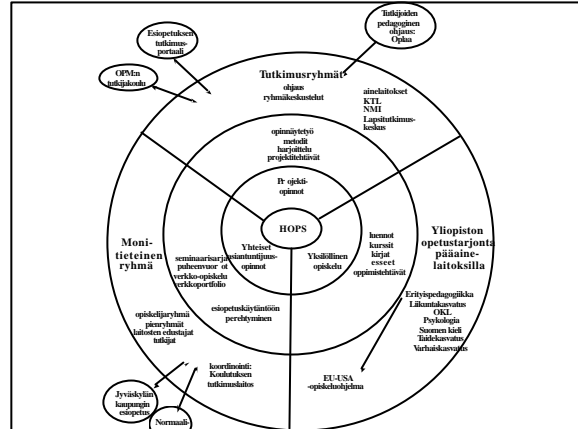 Esiopetuksen
tutkimus-
portaali
Tutkijoiden
pedagoginen
ohjaus:
Oplaa
OPM:n
tutkijakoulu
Tutkimusryhmät
ohjaus
ryhmäkeskustelut
ainelaitokset
KTL
NMI
Lapsitutkimus-
keskus
opinnäytetyö
metodit
harjoittelu
projektitehtävät
Pr ojekti-
opinnot
HOPS
Moni-
tieteinen
ryhmä
seminaarisarja
puheenvuor ot
verkko-opiskelu
verkkoportfolio
Yhteiset
asiantuntijuus-
opinnot
Yksilöllinen
opiskelu
luennot
kurssit
kirjat
esseet
oppimistehtävät
Yliopiston
opetustarjonta
pääaine-
laitoksilla
esiopetuskäytäntöön
perehtyminen
opiskelijaryhmä
pienryhmät
laitosten edustajat
tutkijat
Erityispedagogiikka
Liikuntakasvatus
OKL
Psykologia
Suomen kieli
Taidekasvatus
Varhaiskasvatus
koordinointi:
Koulutuksen
tutkimuslaitos
EU-USA
-opiskeluohjelma
Jyväskylän
kaupungin
esiopetus
Normaali-